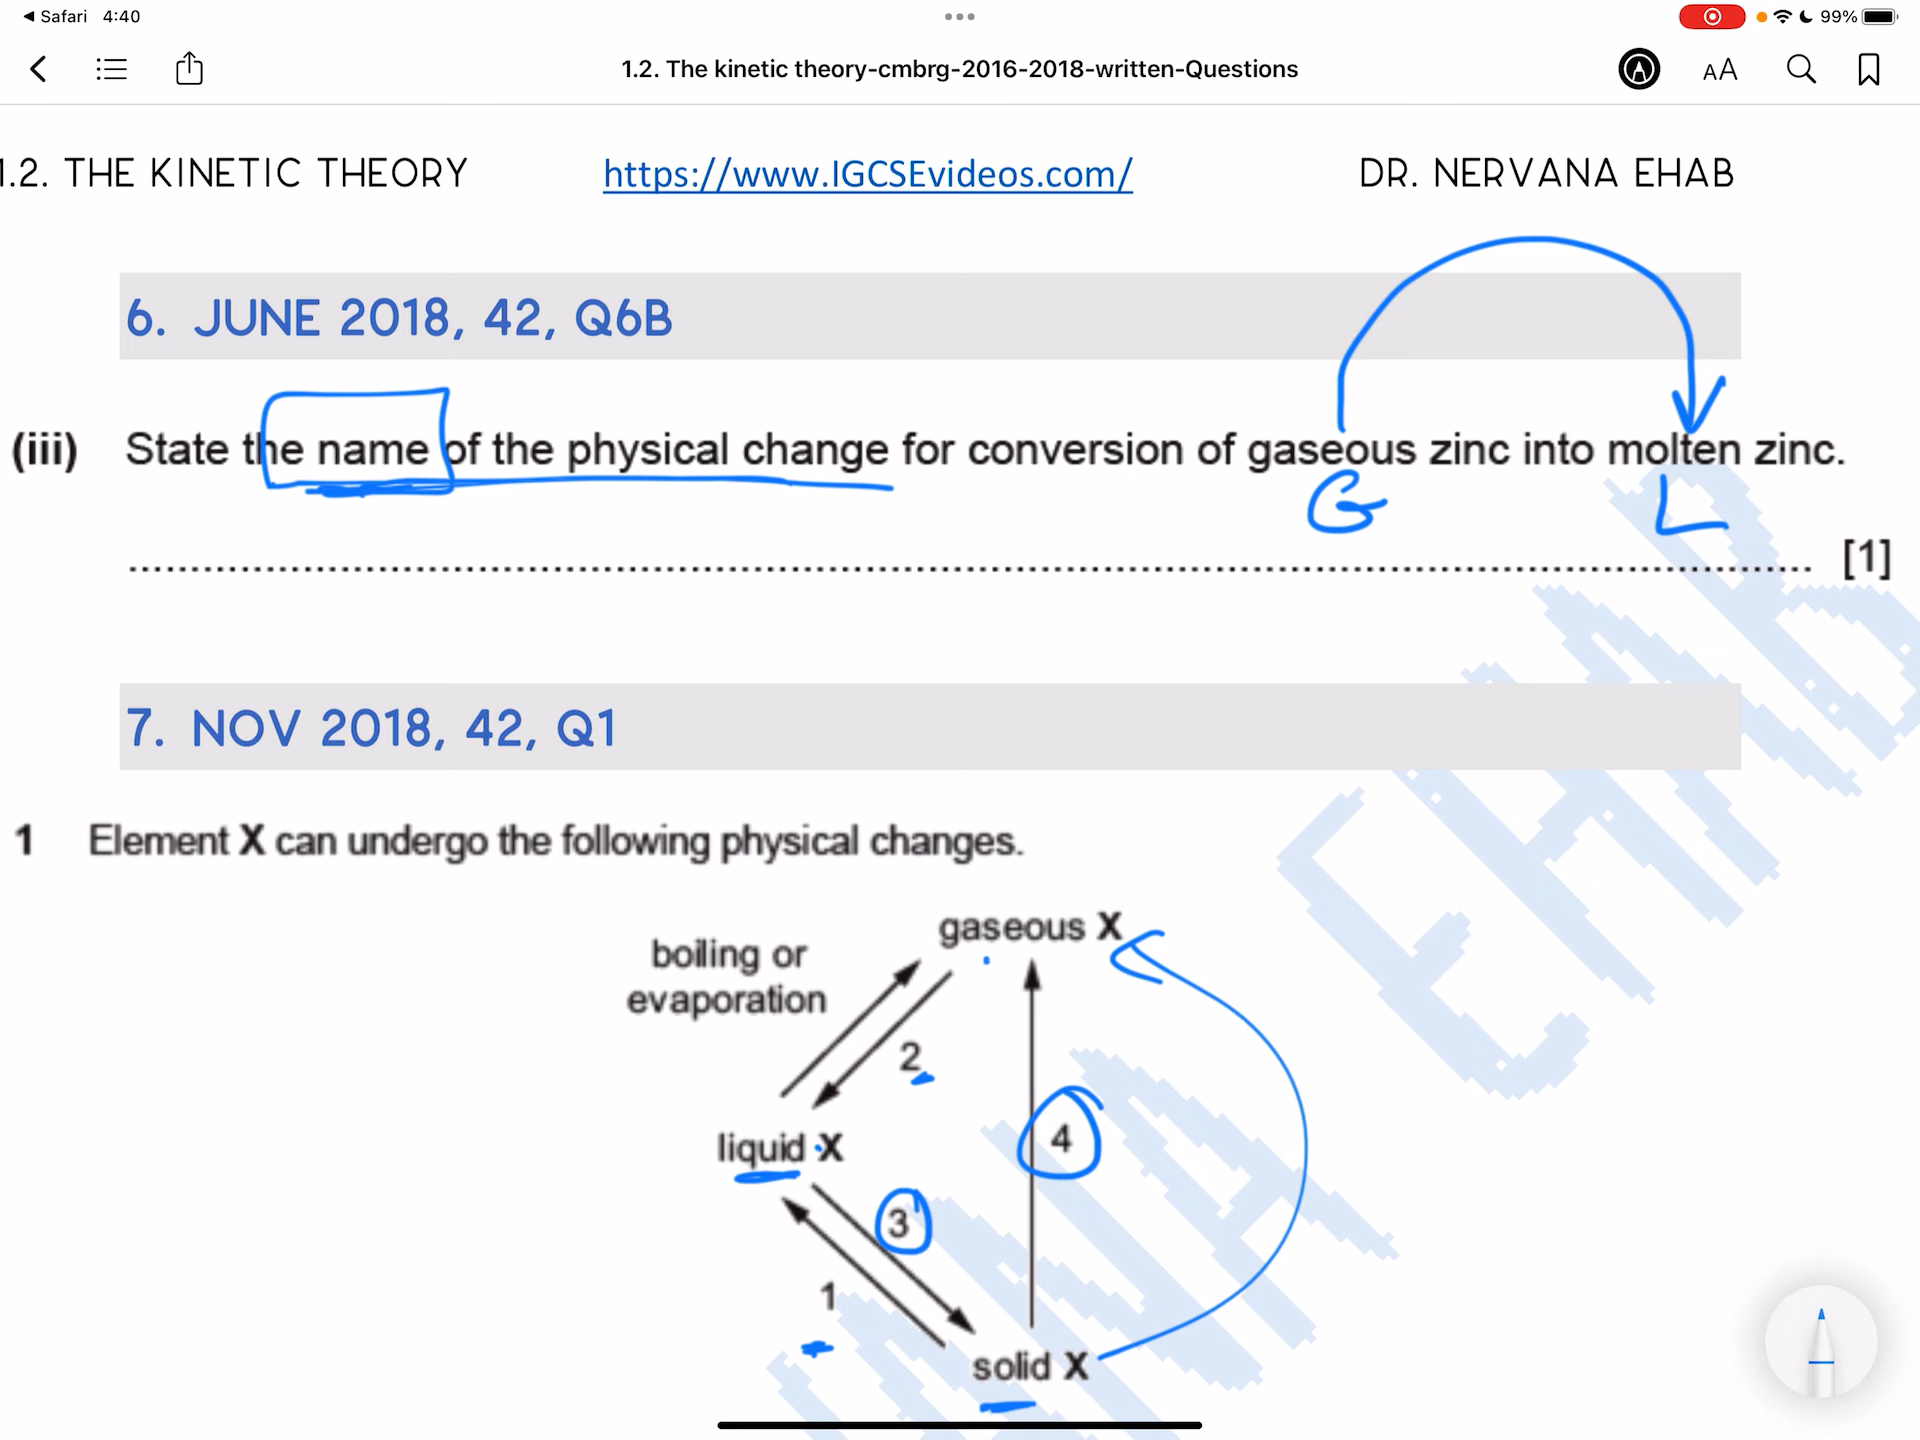 ◀ Safari 4:40
99%
1.2. The kinetic theory-cmbrg-2016-2018-written-Questions
AA
1.2. THE KINETIC THEORY https://www.IGCSEvideos.com/ DR. NERVANA EHAB
6. JUNE 2018, 42, Q6B
(iii) State the name of the physical change for conversion of gaseous zinc into molten zinc.
G L
[1]
7. NOV 2018, 42, Q1
1 Element X can undergo the following physical changes.
gaseous X
boiling or
evaporation
2
4
liquid X
3
1
solid X
EHAB